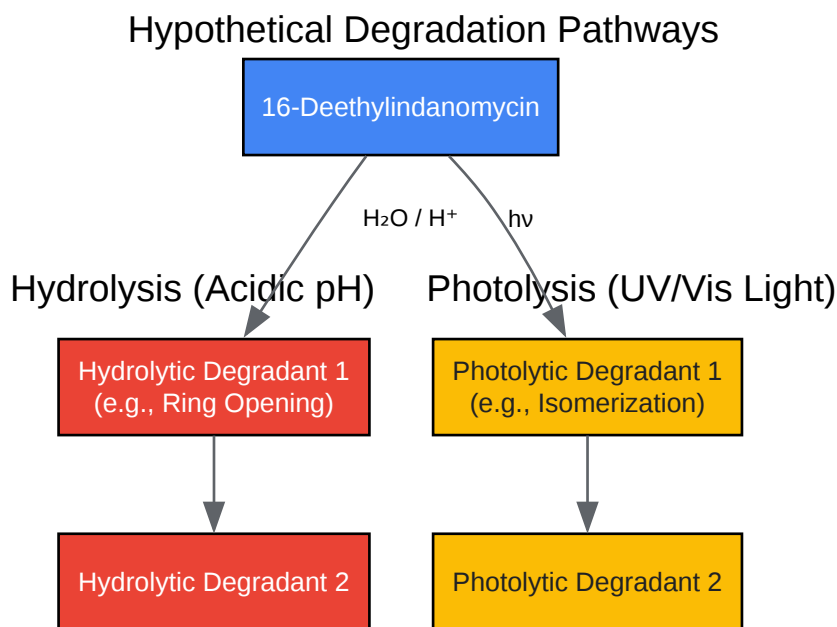 Hypothetical Degradation Pathways
16-Deethylindanomycin
H₂O / H⁺
hν
Hydrolysis (Acidic pH)
Photolysis (UV/Vis Light)
Hydrolytic Degradant 1
(e.g., Ring Opening)
Photolytic Degradant 1
(e.g., Isomerization)
Hydrolytic Degradant 2
Photolytic Degradant 2